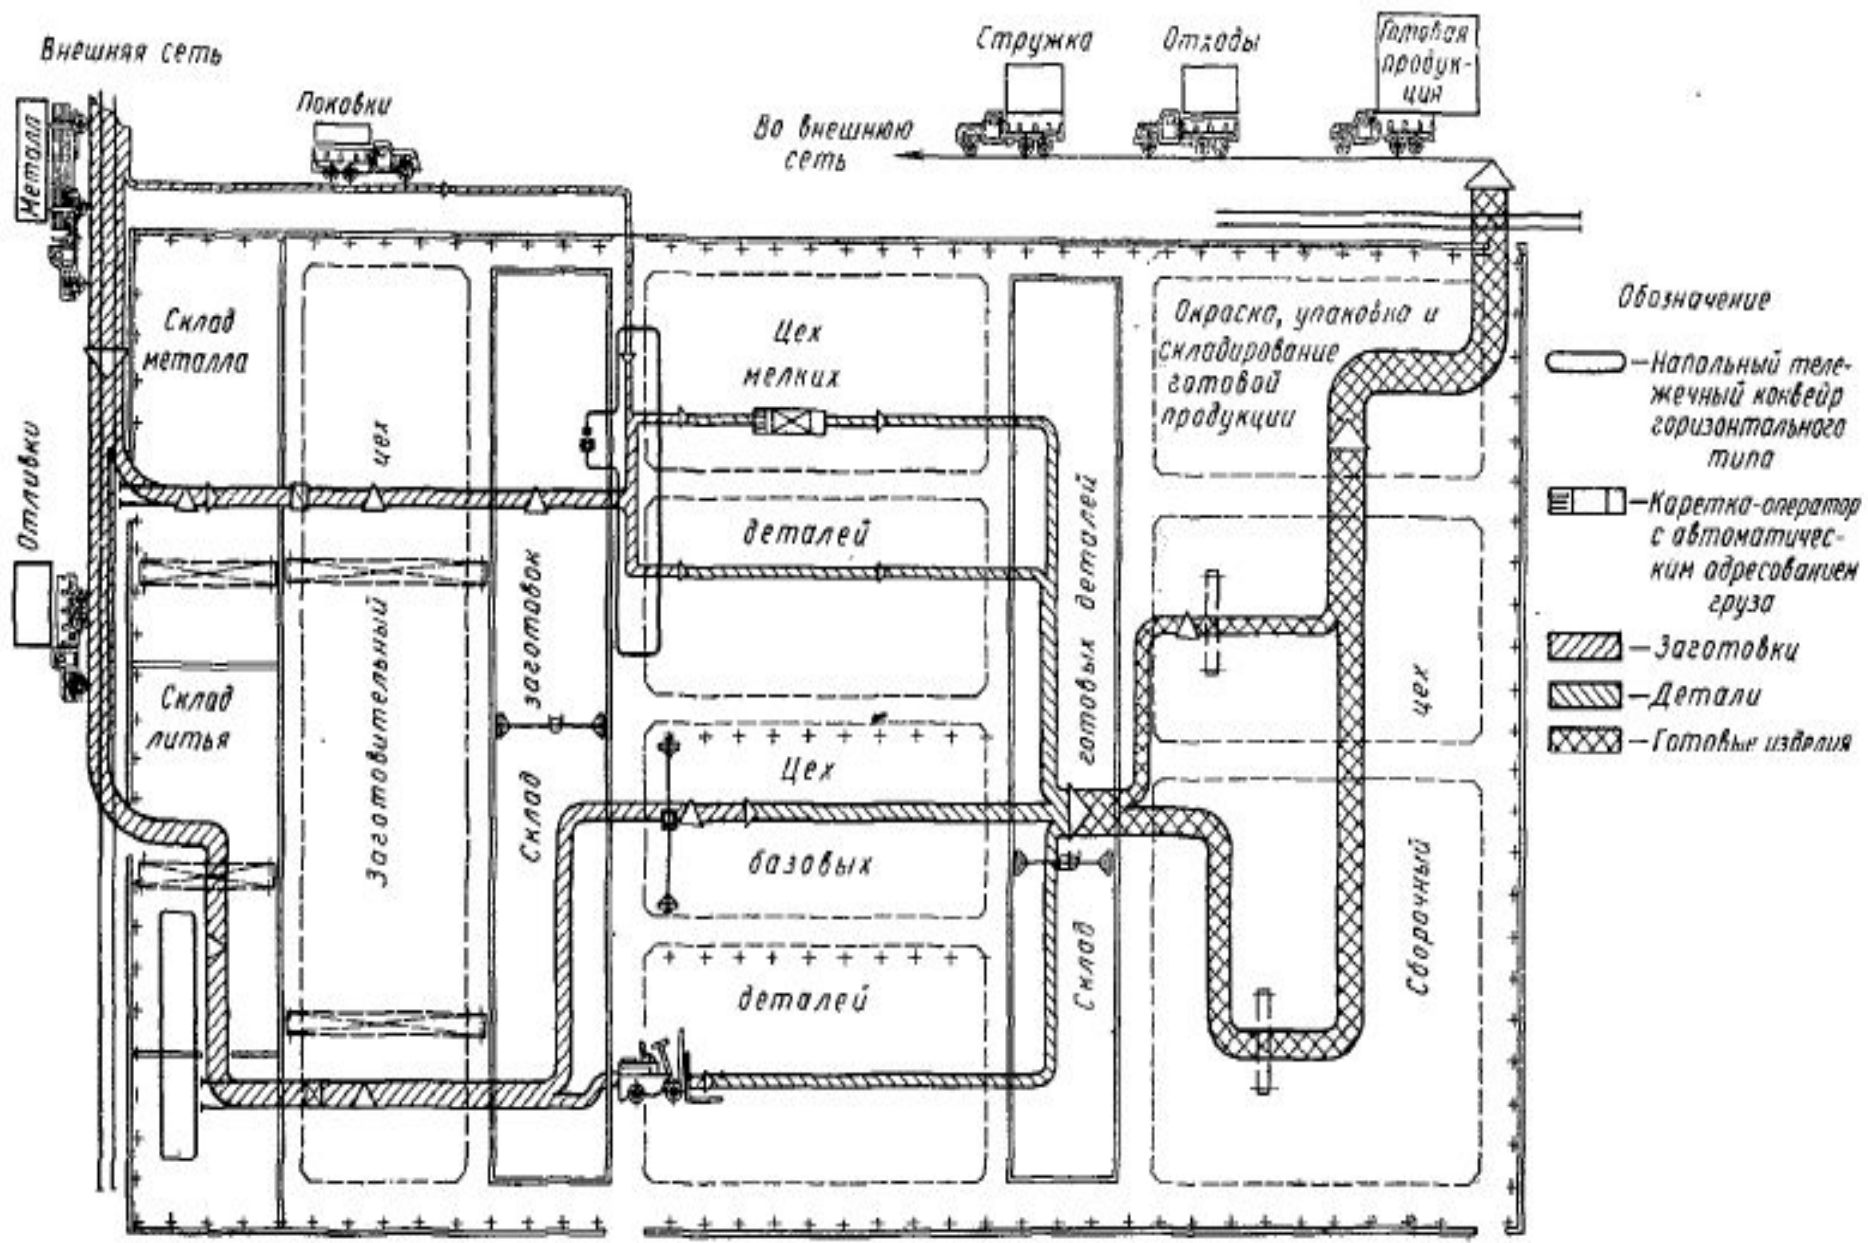 Внешняя сеть
Металл
Поковки
Во внешнюю
сеть
Стружка
Отходы
Готовая
продук-
ция
Отливки
Склад
металла
Склад
литья
Заготовительный цех
Склад заготовок
Цех
мелких
деталей
Цех
базовых
деталей
Склад готовых деталей
Окраска, упаковка и
складирование
готовой
продукции
Сборочный цех
Обозначение
—Напольный теле-
жечный конвейр
горизонтального
типа
—Каретка-оператор
с автоматичес-
ким адресованием
груза
—Заготовки
—Детали
—Готовые изделия